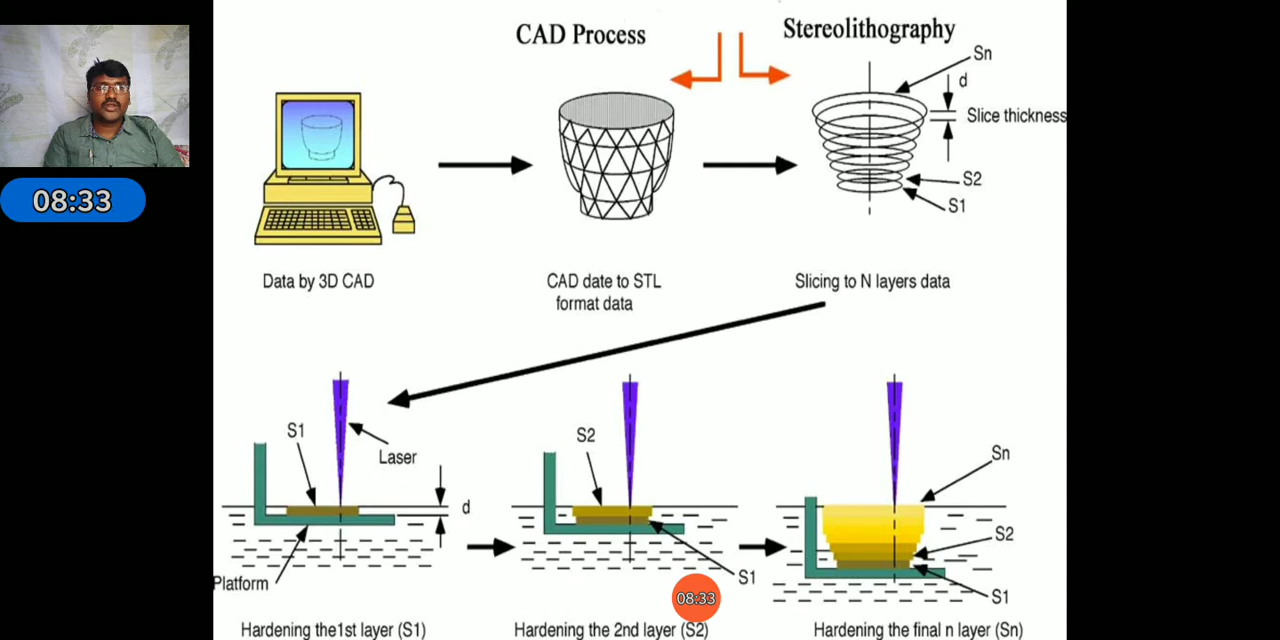 CAD Process
Stereolithography
Sn
d
Slice thickness
S2
S1
08:33
Data by 3D CAD
CAD date to STL
format data
Slicing to N layers data
S1
Laser
d
Platform
S2
S1
Sn
S2
S1
08:33
Hardening the1st layer (S1)
Hardening the 2nd layer (S2)
Hardening the final n layer (Sn)